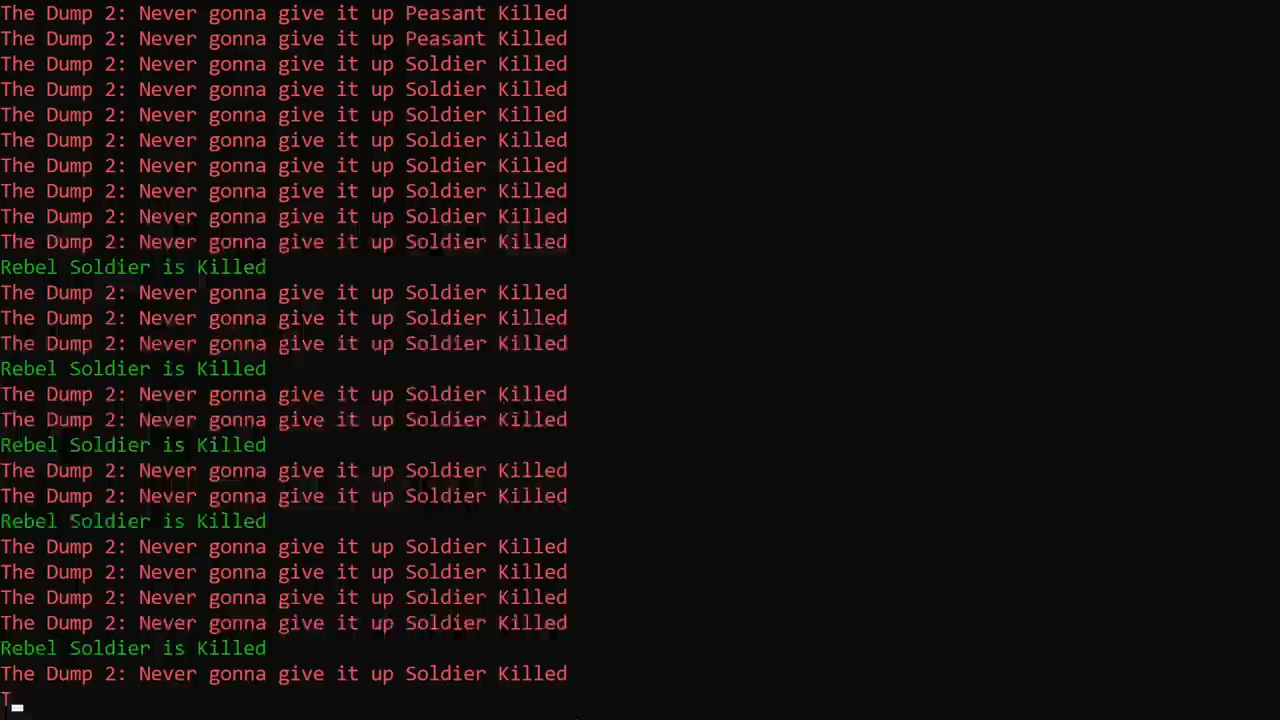 The Dump 2: Never gonna give it up Peasant Killed
The Dump 2: Never gonna give it up Peasant Killed
The Dump 2: Never gonna give it up Soldier Killed
The Dump 2: Never gonna give it up Soldier Killed
The Dump 2: Never gonna give it up Soldier Killed
The Dump 2: Never gonna give it up Soldier Killed
The Dump 2: Never gonna give it up Soldier Killed
The Dump 2: Never gonna give it up Soldier Killed
The Dump 2: Never gonna give it up Soldier Killed
The Dump 2: Never gonna give it up Soldier Killed
Rebel Soldier is Killed
The Dump 2: Never gonna give it up Soldier Killed
The Dump 2: Never gonna give it up Soldier Killed
The Dump 2: Never gonna give it up Soldier Killed
Rebel Soldier is Killed
The Dump 2: Never gonna give it up Soldier Killed
The Dump 2: Never gonna give it up Soldier Killed
Rebel Soldier is Killed
The Dump 2: Never gonna give it up Soldier Killed
The Dump 2: Never gonna give it up Soldier Killed
Rebel Soldier is Killed
The Dump 2: Never gonna give it up Soldier Killed
The Dump 2: Never gonna give it up Soldier Killed
The Dump 2: Never gonna give it up Soldier Killed
The Dump 2: Never gonna give it up Soldier Killed
Rebel Soldier is Killed
The Dump 2: Never gonna give it up Soldier Killed
T